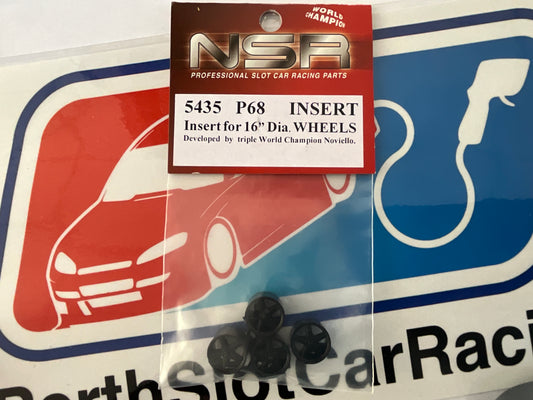 WORLD
CHAMPION
NSR
PROFESSIONAL SLOT CAR RACING PARTS
5435 P68 INSERT
Insert for 16" Dia. WHEELS
Developed by triple World Champion Noviello.
PerthSlotCarRacin